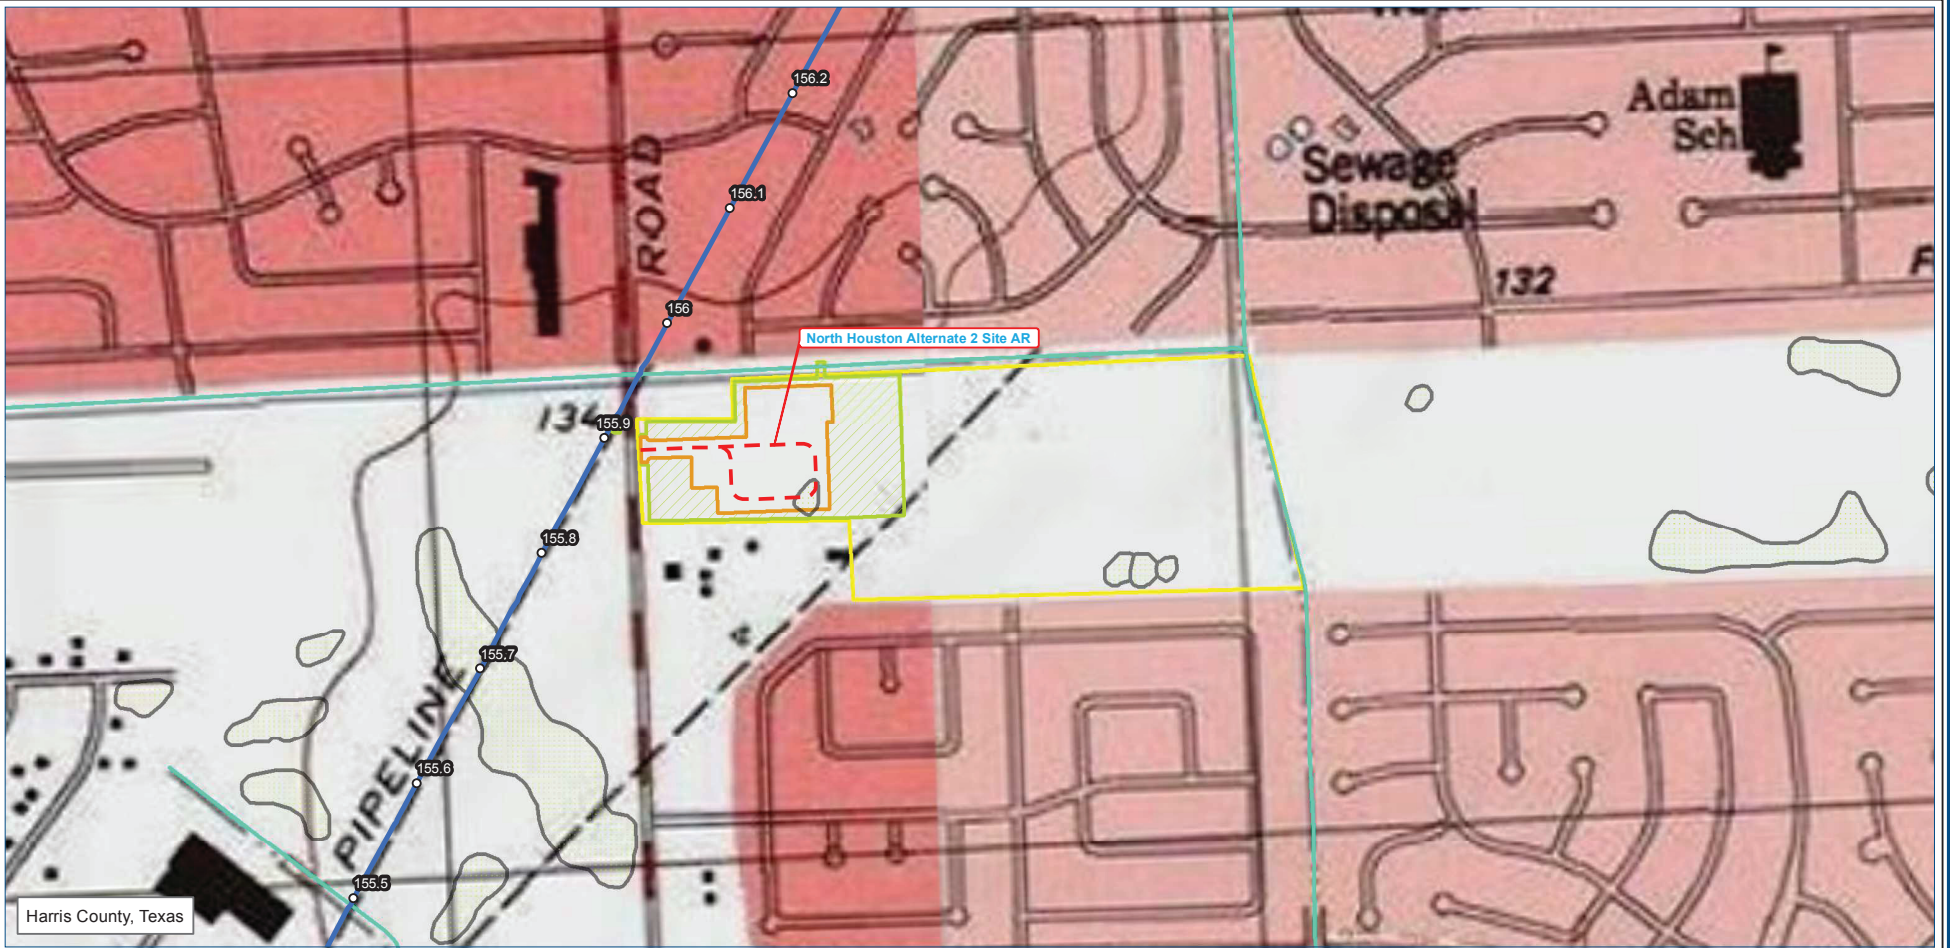 156.2
Adam
Sch
ROAD
156.1
Sewage
Disposal
132
156
North Houston Alternate 2 Site AR
134
155.9
155.8
155.7
PIPELINE
155.6
155.5
Harris County, Texas